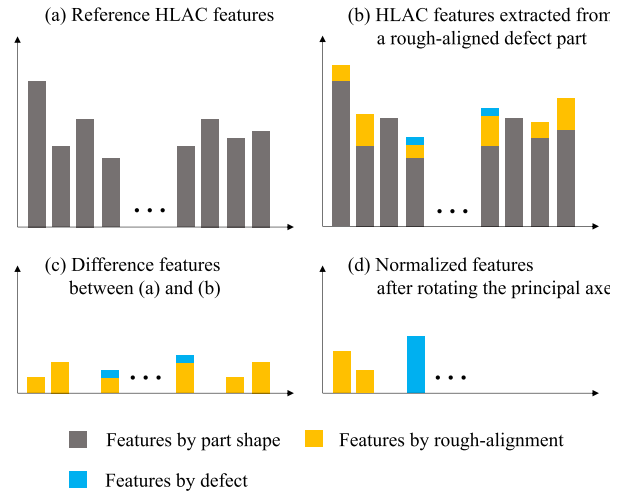 (a) Reference HLAC features
(b) HLAC features extracted from
a rough-aligned defect part
(c) Difference features
between (a) and (b)
(d) Normalized features
after rotating the principal axe
Features by part shape
Features by rough-alignment
Features by defect